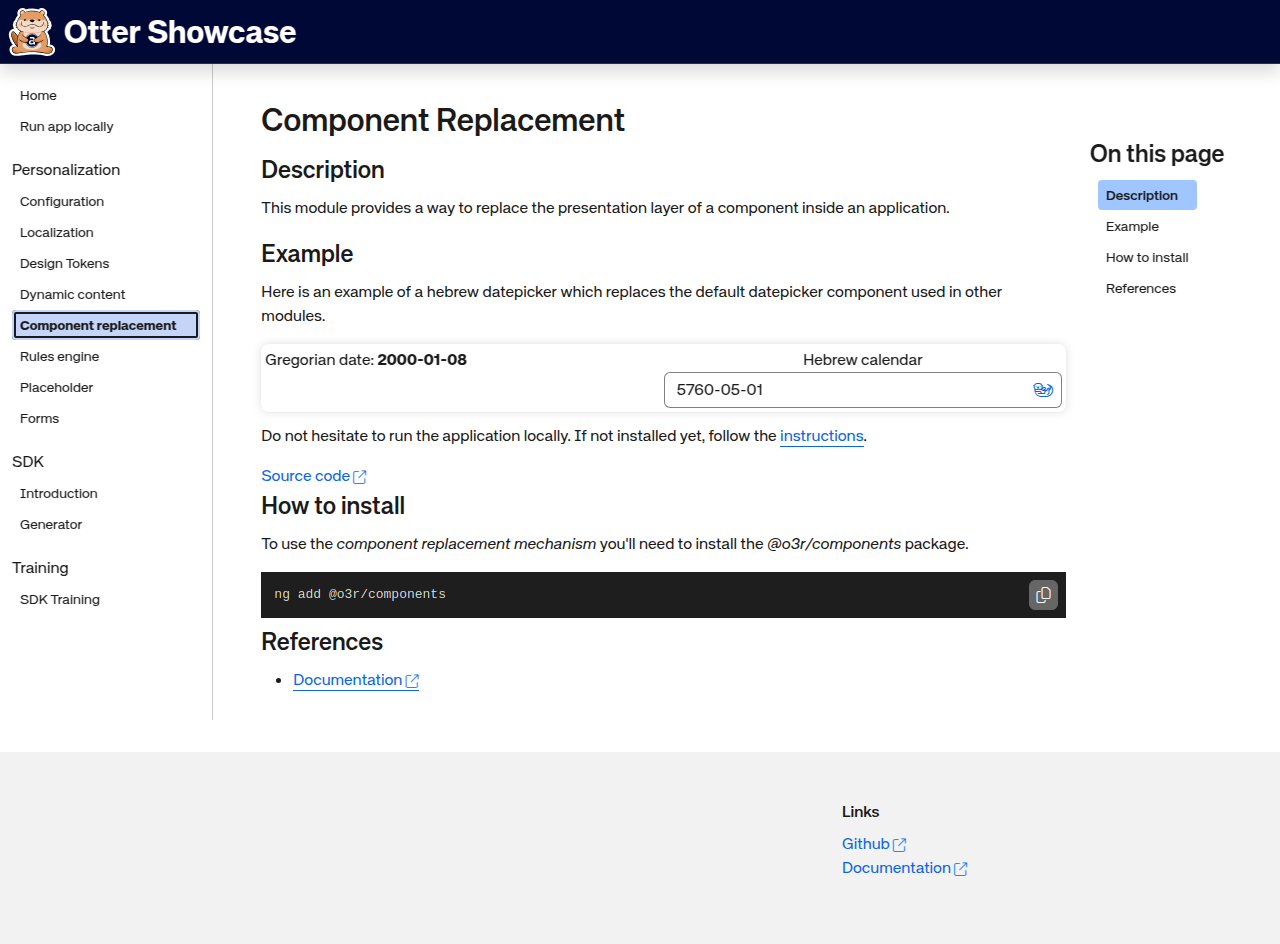 Otter Showcase
Home
Run app locally
Personalization
Configuration
Localization
Design Tokens
Dynamic content
Component replacement
Rules engine
Placeholder
Forms
SDK
Introduction
Generator
Training
SDK Training
Component Replacement
Description
This module provides a way to replace the presentation layer of a component inside an application.
Example
Here is an example of a hebrew datepicker which replaces the default datepicker component used in other
modules.
Gregorian date: 2000-01-08
Hebrew calendar
5760-05-01
Do not hesitate to run the application locally. If not installed yet, follow the instructions.
Source code
How to install
To use the component replacement mechanism you'll need to install the @o3r/components package.
ng add @o3r/components
References
Documentation
On this page
Description
Example
How to install
References
Links
Github
Documentation